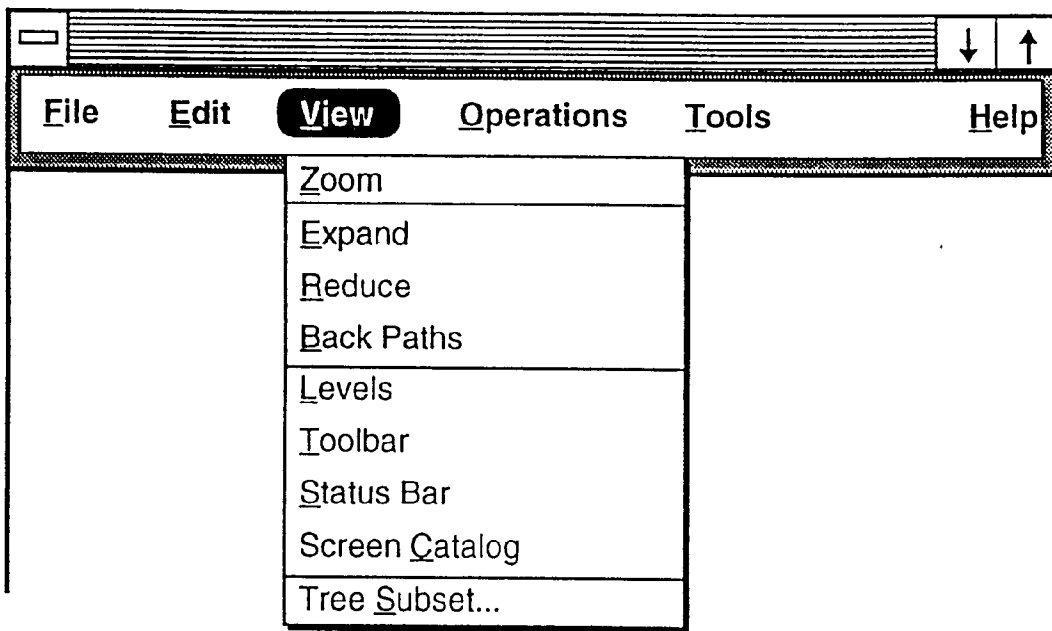 File Edit View Operations Tools Help
Zoom
Expand
Reduce
Back Paths
Levels
Toolbar
Status Bar
Screen Catalog
Tree Subset...